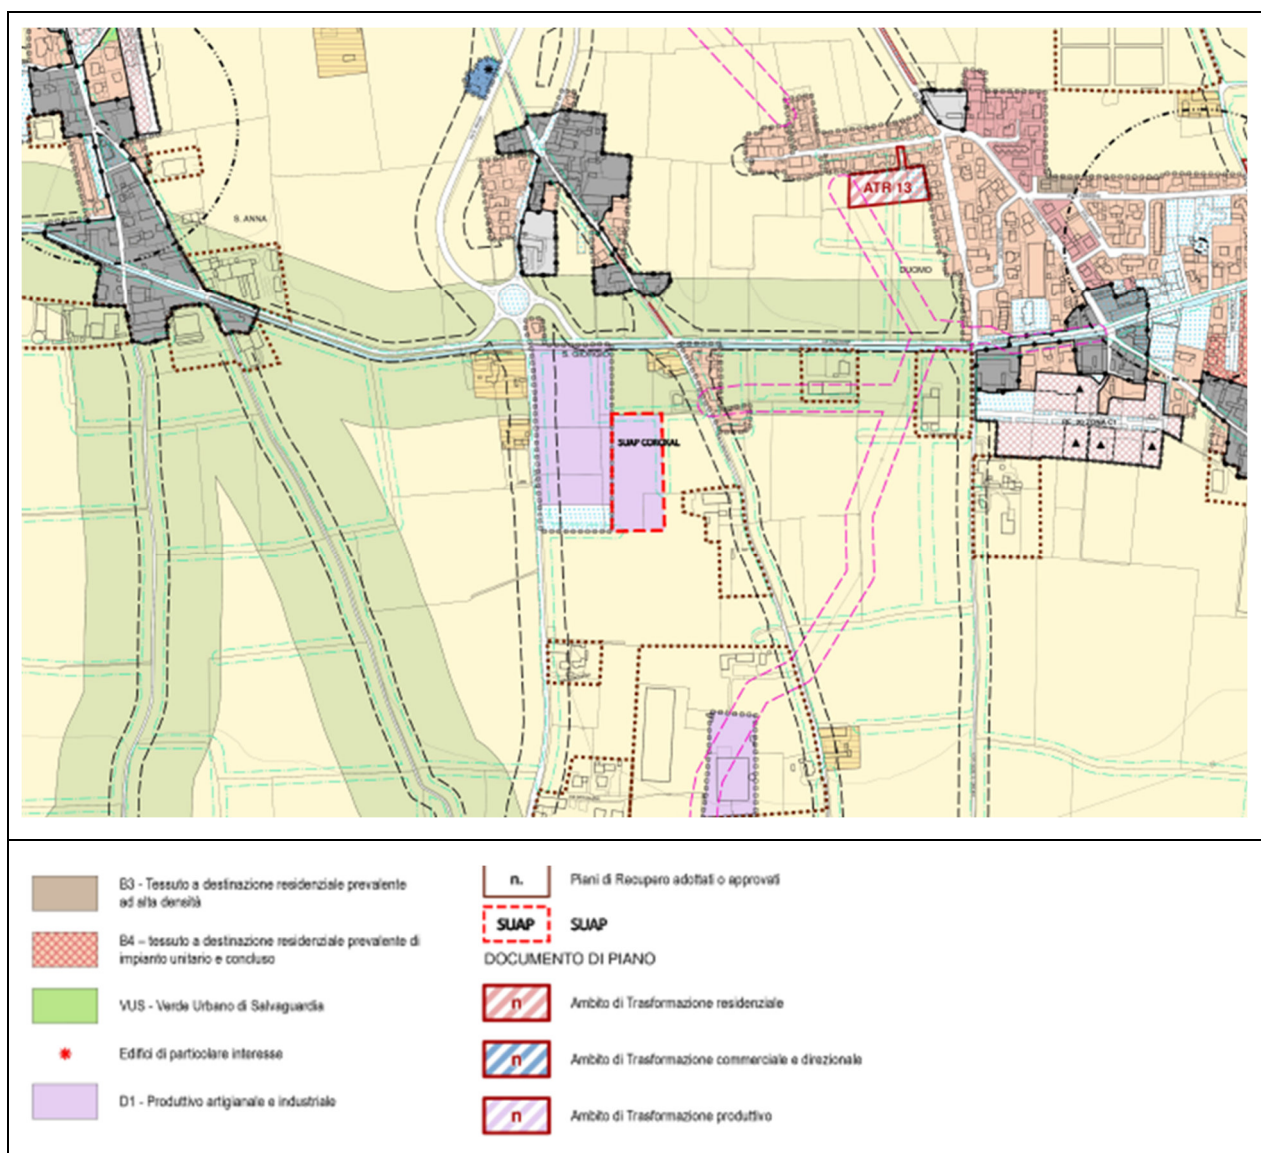 S. ANNA
ATR 13
DUOMO
S. GIORGIO
SUAP CORCXAL
B3 - Tessuto a destinazione residenziale prevalente
ad alta densità
B4 – tessuto a destinazione residenziale prevalente di
impianto unitario e concluso
VUS - Verde Urbano di Salvaguardia
Edifici di particolare interesse
D1 - Produttivo artigianale e industriale
n. Piani di Recupero adottati o approvati
SUAP SUAP
DOCUMENTO DI PIANO
n Ambito di Trasformazione residenziale
n Ambito di Trasformazione commerciale e direzionale
n Ambito di Trasformazione produttivo